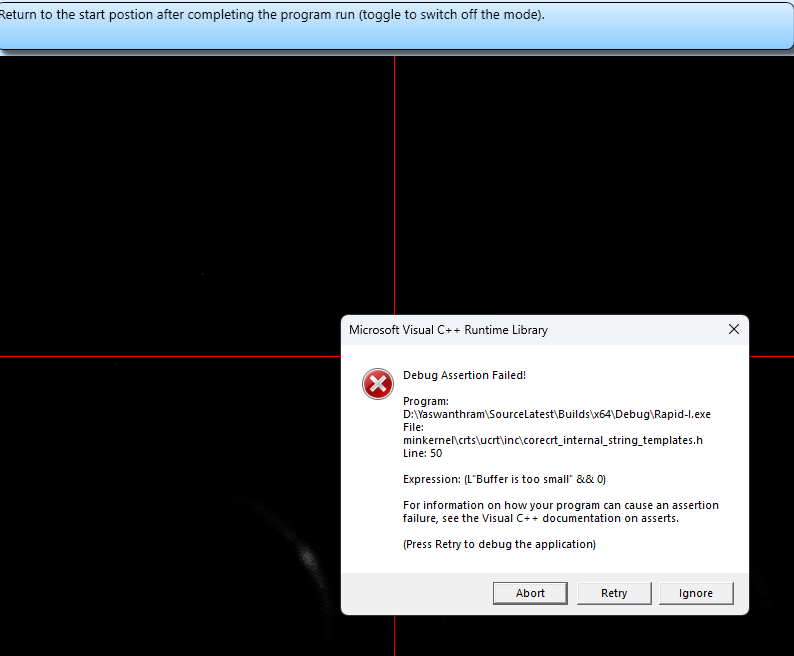 Return to the start postion after completing the program run (toggle to switch off the mode).
Microsoft Visual C++ Runtime Library
Debug Assertion Failed!
Program:
D:\Yaswanthram\SourceLatest\Builds\x64\Debug\Rapid-I.exe
File:
minkernel\crts\ucrt\inc\corecrt_internal_string_templates.h
Line: 50
Expression: (L"Buffer is too small" && 0)
For information on how your program can cause an assertion
failure, see the Visual C++ documentation on asserts.
(Press Retry to debug the application)
Abort
Retry
Ignore